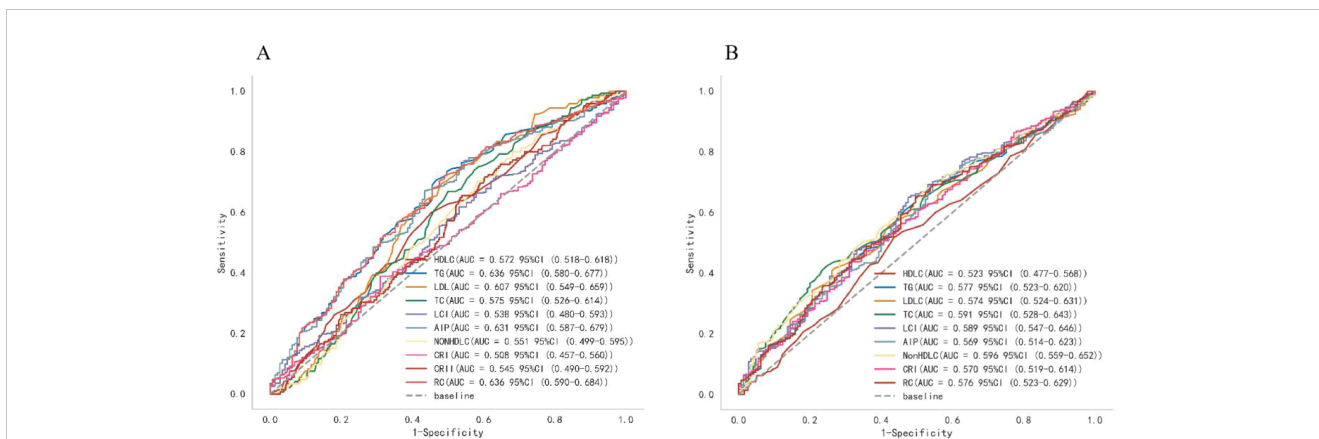 A
B
Sensitivity
1.0
0.8
0.6
0.4
0.2
0.0
HDLC(AUC = 0.572 95%CI (0.518-0.618))
TG(AUC = 0.636 95%CI (0.580-0.677))
LDL(AUC = 0.607 95%CI (0.549-0.659))
TC(AUC = 0.575 95%CI (0.526-0.614))
LCI(AUC = 0.538 95%CI (0.480-0.593))
AIP(AUC = 0.631 95%CI (0.587-0.679))
NONHDLC(AUC = 0.551 95%CI (0.499-0.595))
CRI(AUC = 0.508 95%CI (0.457-0.560))
CRII(AUC = 0.545 95%CI (0.490-0.592))
RC(AUC = 0.636 95%CI (0.590-0.684))
baseline
0.0 0.2 0.4 0.6 0.8 1.0
1-Specificity
Sensitivity
1.0
0.8
0.6
0.4
0.2
0.0
HDLC(AUC = 0.523 95%CI (0.477-0.568))
TG(AUC = 0.577 95%CI (0.523-0.620))
LDLC(AUC = 0.574 95%CI (0.524-0.631))
TC(AUC = 0.591 95%CI (0.528-0.643))
LCI(AUC = 0.589 95%CI (0.547-0.646))
AIP(AUC = 0.569 95%CI (0.514-0.623))
NonHDLC(AUC = 0.596 95%CI (0.559-0.652))
CRI(AUC = 0.570 95%CI (0.519-0.614))
RC(AUC = 0.576 95%CI (0.523-0.629))
baseline
0.0 0.2 0.4 0.6 0.8 1.0
1-Specificity